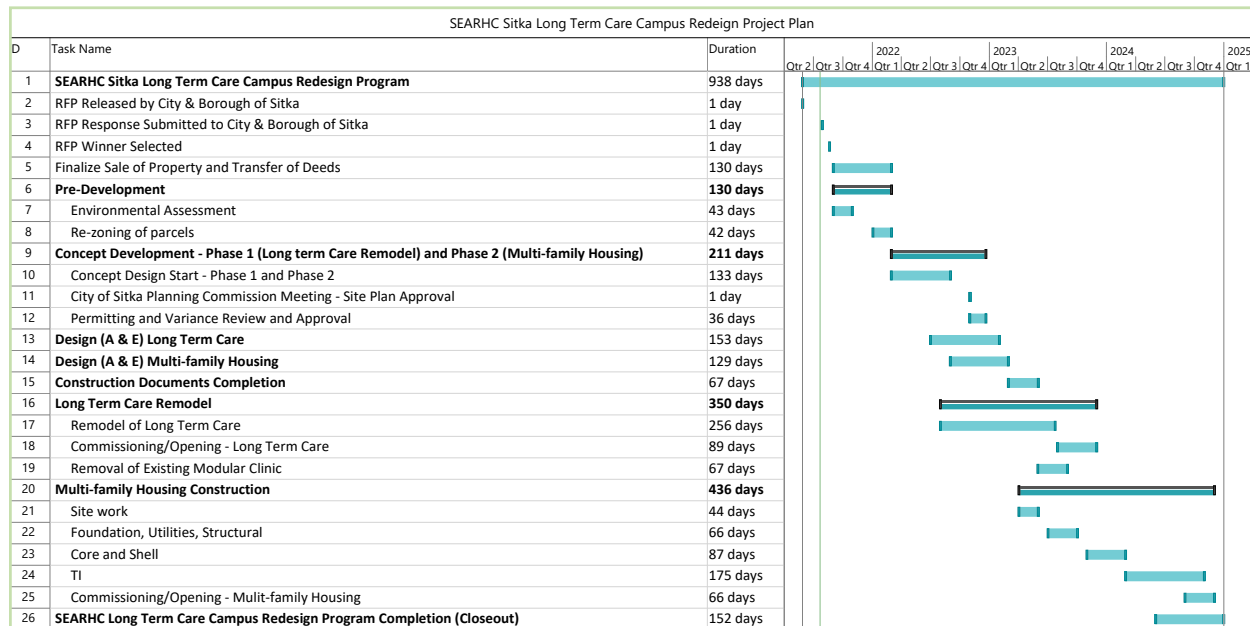 SEARHC Sitka Long Term Care Campus Redeign Project Plan
D Task Name Duration 2022 2023 2024 2025
Qtr 2 Qtr 3 Qtr 4 Qtr 1 Qtr 2 Qtr 3 Qtr 4 Qtr 1 Qtr 2 Qtr 3 Qtr 4 Qtr 1 Qtr 2 Qtr 3 Qtr 4 Qtr 1
1 SEARHC Sitka Long Term Care Campus Redesign Program 938 days
2 RFP Released by City & Borough of Sitka 1 day
3 RFP Response Submitted to City & Borough of Sitka 1 day
4 RFP Winner Selected 1 day
5 Finalize Sale of Property and Transfer of Deeds 130 days
6 Pre-Development 130 days
7 Environmental Assessment 43 days
8 Re-zoning of parcels 42 days
9 Concept Development - Phase 1 (Long term Care Remodel) and Phase 2 (Multi-family Housing) 211 days
10 Concept Design Start - Phase 1 and Phase 2 133 days
11 City of Sitka Planning Commission Meeting - Site Plan Approval 1 day
12 Permitting and Variance Review and Approval 36 days
13 Design (A & E) Long Term Care 153 days
14 Design (A & E) Multi-family Housing 129 days
15 Construction Documents Completion 67 days
16 Long Term Care Remodel 350 days
17 Remodel of Long Term Care 256 days
18 Commissioning/Opening - Long Term Care 89 days
19 Removal of Existing Modular Clinic 67 days
20 Multi-family Housing Construction 436 days
21 Site work 44 days
22 Foundation, Utilities, Structural 66 days
23 Core and Shell 87 days
24 TI 175 days
25 Commissioning/Opening - Mulit-family Housing 66 days
26 SEARHC Long Term Care Campus Redesign Program Completion (Closeout) 152 days